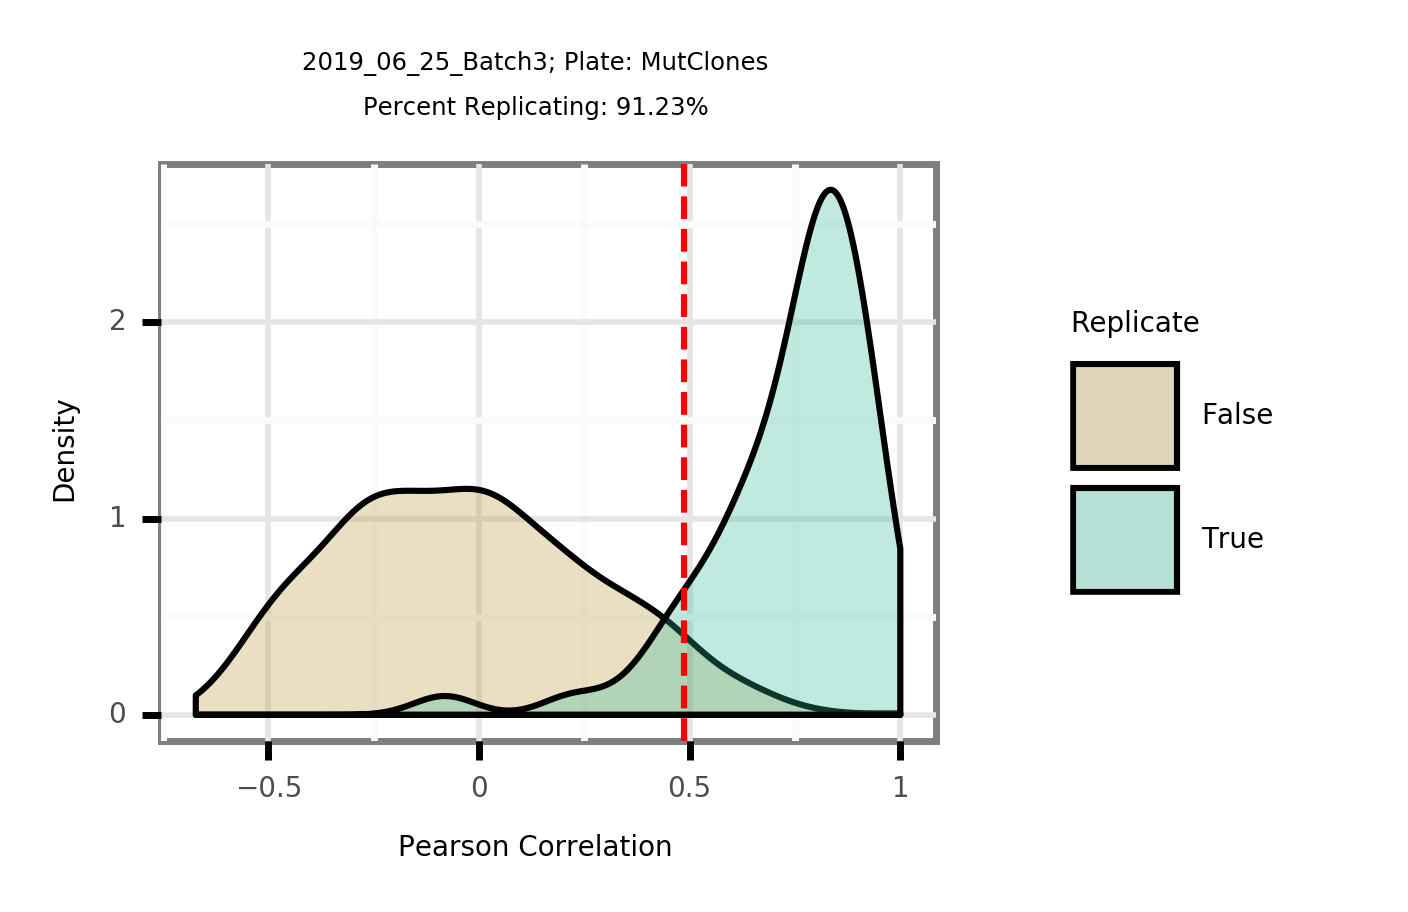 2019_06_25_Batch3; Plate: MutClones
Percent Replicating: 91.23%
Density
2
1
0
−0.5 0 0.5 1
Pearson Correlation
Replicate
False
True